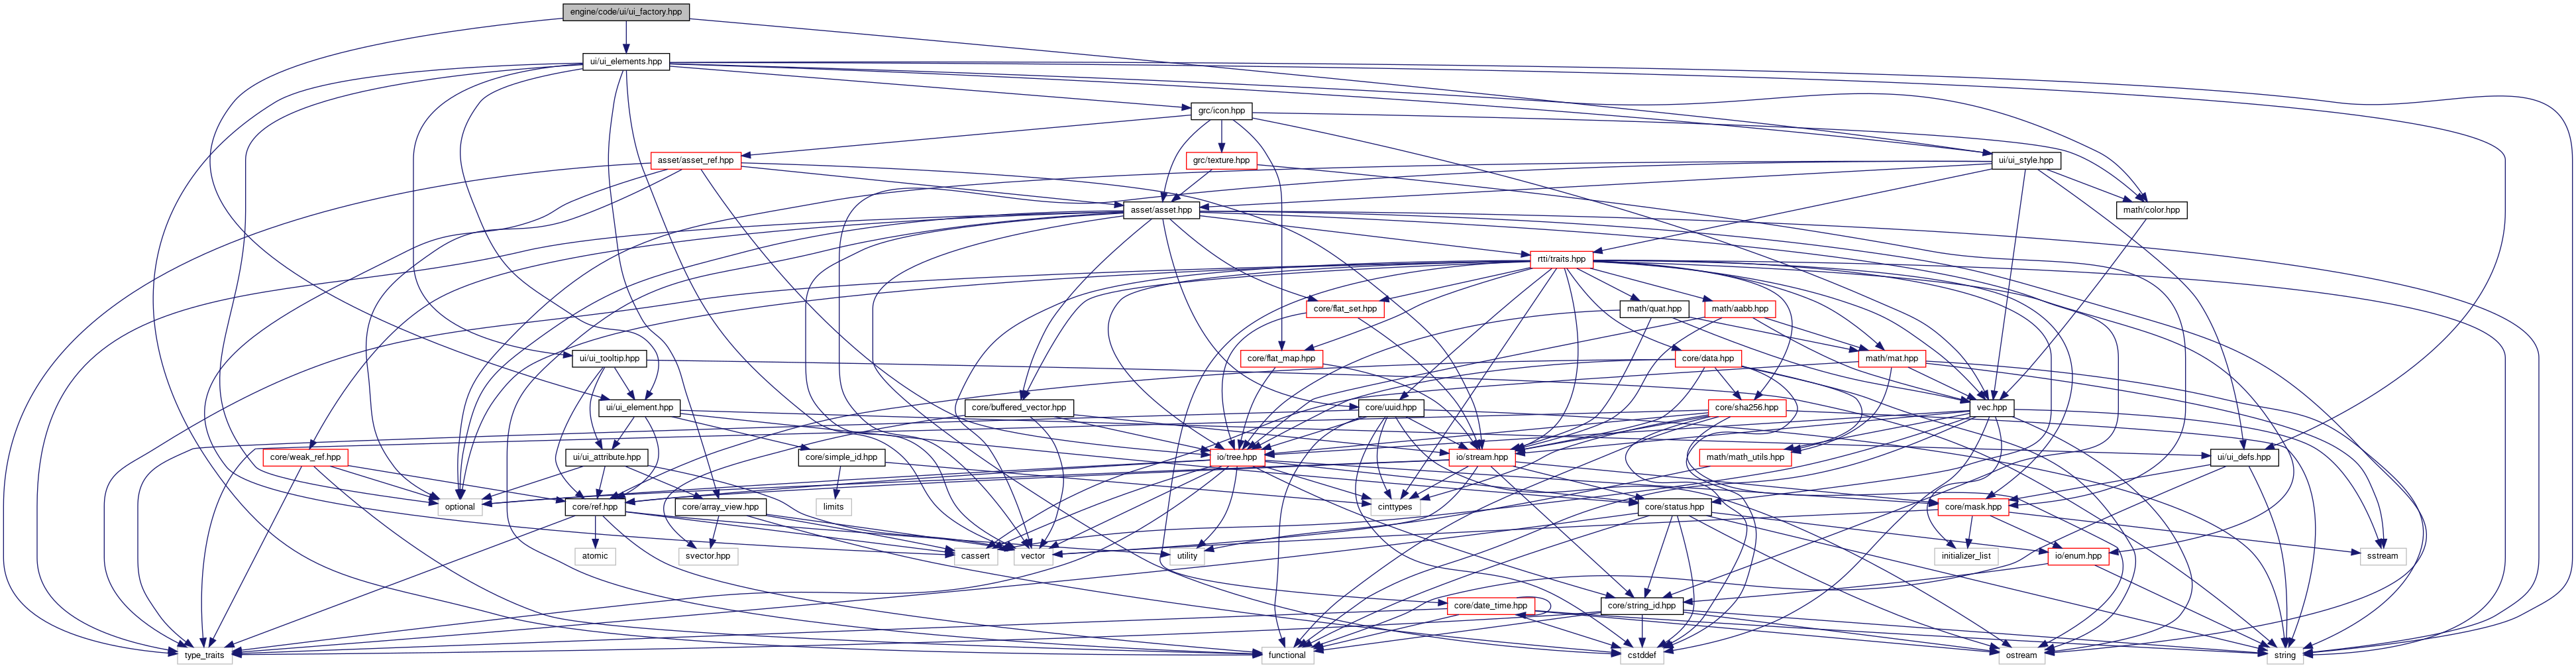 engine/code/ui/ui_factory.hpp
ui/ui_elements.hpp
grc/icon.hpp
asset/asset_ref.hpp
grc/texture.hpp
ui/ui_style.hpp
asset/asset.hpp
math/color.hpp
rtti/traits.hpp
core/flat_set.hpp
math/quat.hpp
math/aabb.hpp
ui/ui_tooltip.hpp
core/flat_map.hpp
core/data.hpp
math/mat.hpp
ui/ui_element.hpp
core/buffered_vector.hpp
core/uuid.hpp
core/sha256.hpp
vec.hpp
core/weak_ref.hpp
ui/ui_attribute.hpp
core/simple_id.hpp
io/tree.hpp
io/stream.hpp
math/math_utils.hpp
ui/ui_defs.hpp
optional
core/ref.hpp
core/array_view.hpp
limits
cinttypes
core/status.hpp
core/mask.hpp
atomic
svector.hpp
cassert
vector
utility
initializer_list
io/enum.hpp
sstream
core/date_time.hpp
core/string_id.hpp
type_traits
functional
cstddef
ostream
string